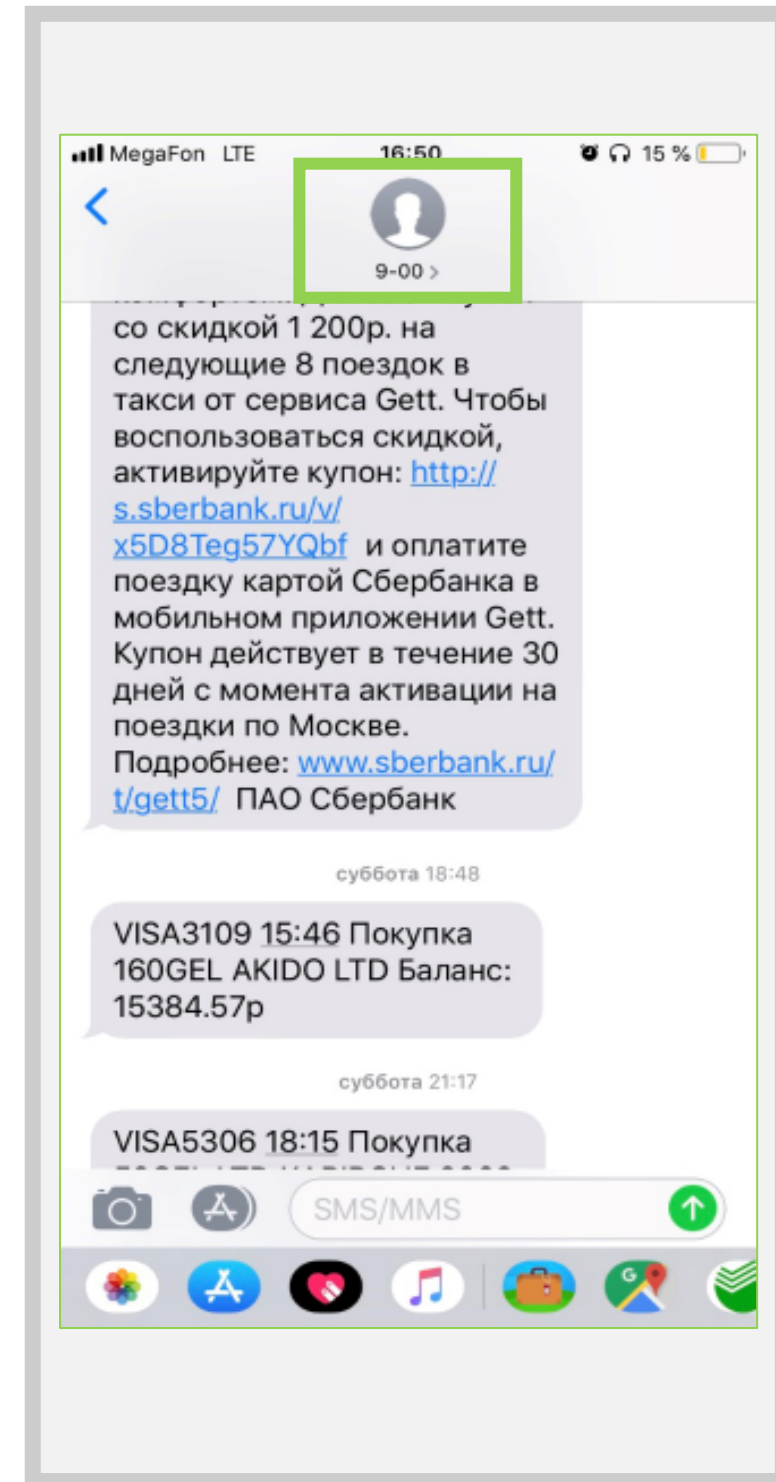 MegaFon LTE 16:50 15 %
9-00 >
со скидкой 1 200р. на
следующие 8 поездок в
такси от сервиса Gett. Чтобы
воспользоваться скидкой,
активируйте купон: http://
s.sberbank.ru/v/
x5D8Teg57YQbf и оплатите
поездку картой Сбербанка в
мобильном приложении Gett.
Купон действует в течение 30
дней с момента активации на
поездки по Москве.
Подробнее: www.sberbank.ru/
t/gett5/ ПАО Сбербанк
суббота 18:48
VISA3109 15:46 Покупка
160GEL AKIDO LTD Баланс:
15384.57р
суббота 21:17
VISA5306 18:15 Покупка
SMS/MMS